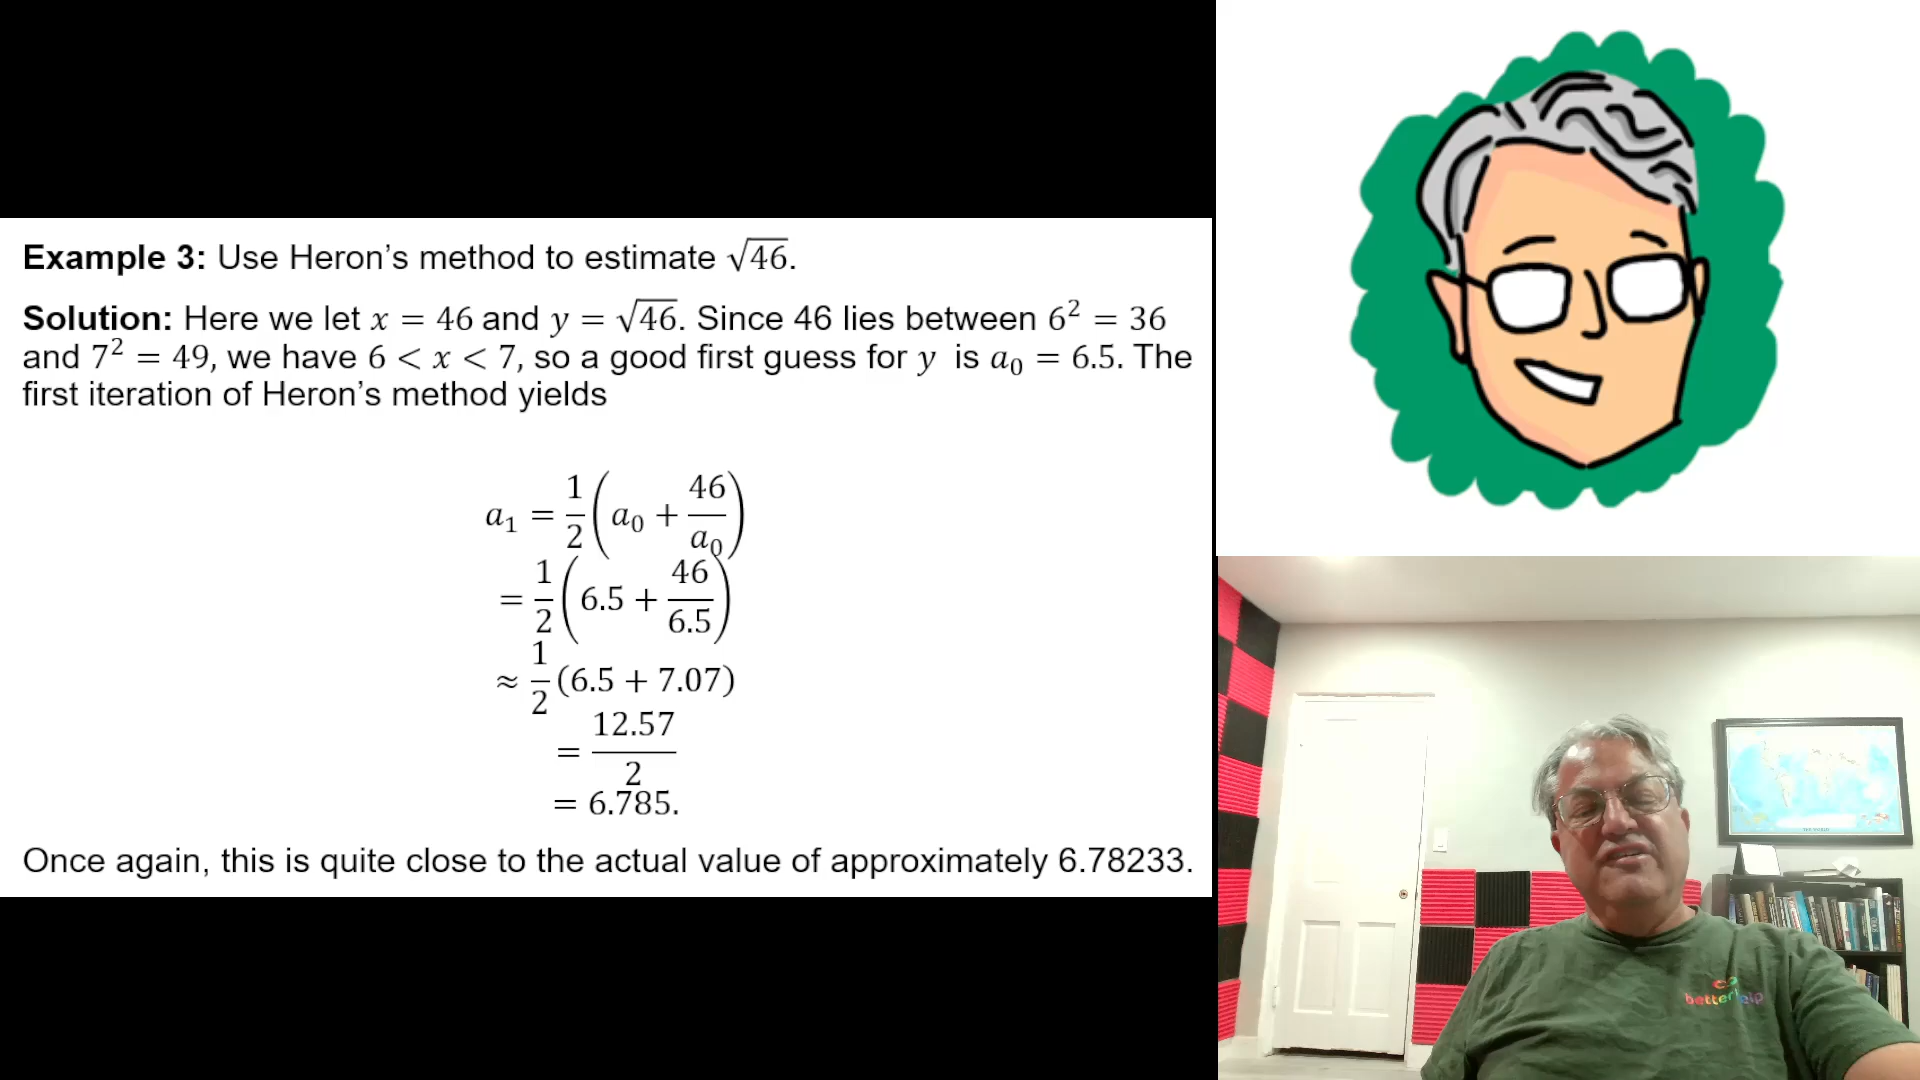 Example 3: Use Heron's method to estimate √46.
Solution: Here we let x = 46 and y = √46. Since 46 lies between 6² = 36
and 7² = 49, we have 6 < x < 7, so a good first guess for y is a₀ = 6.5. The
first iteration of Heron's method yields
a₁ = 1/2 (a₀ + 46/a₀)
= 1/2 (6.5 + 46/6.5)
≈ 1/2 (6.5 + 7.07)
= 12.57/2
= 6.785.
Once again, this is quite close to the actual value of approximately 6.78233.
betterhelp